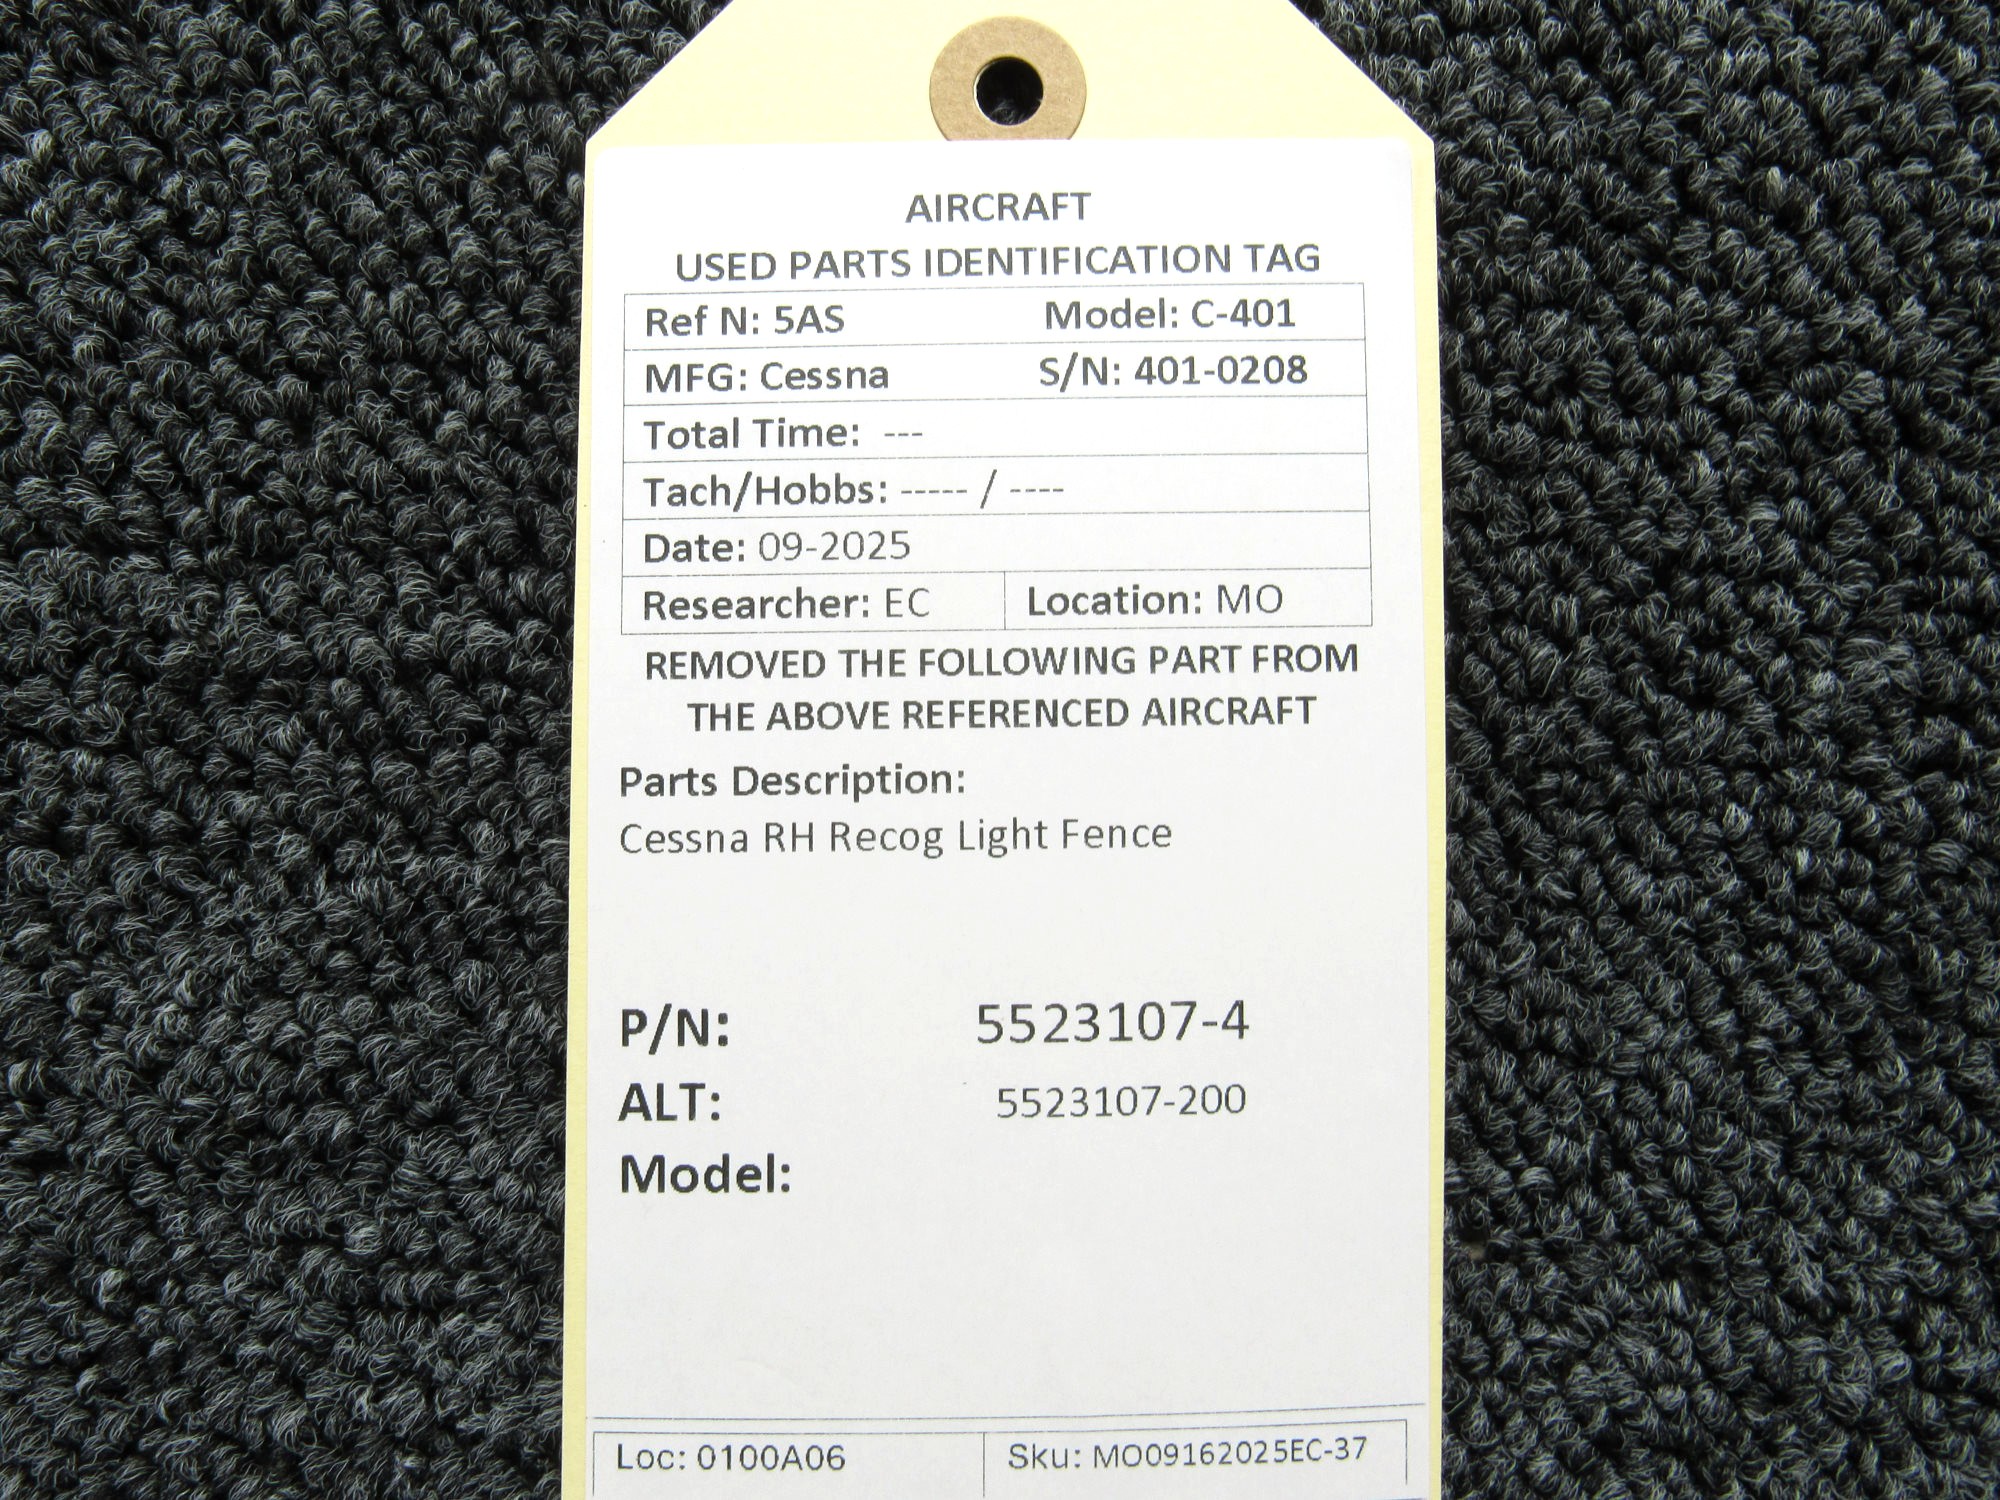 AIRCRAFT
USED PARTS IDENTIFICATION TAG
Ref N: 5AS Model: C-401
MFG: Cessna S/N: 401-0208
Total Time: ---
Tach/Hobbs: ----- / ----
Date: 09-2025
Researcher: EC Location: MO
REMOVED THE FOLLOWING PART FROM
THE ABOVE REFERENCED AIRCRAFT
Parts Description:
Cessna RH Recog Light Fence
P/N: 5523107-4
ALT: 5523107-200
Model:
Loc: 0100A06 Sku: MO09162025EC-37